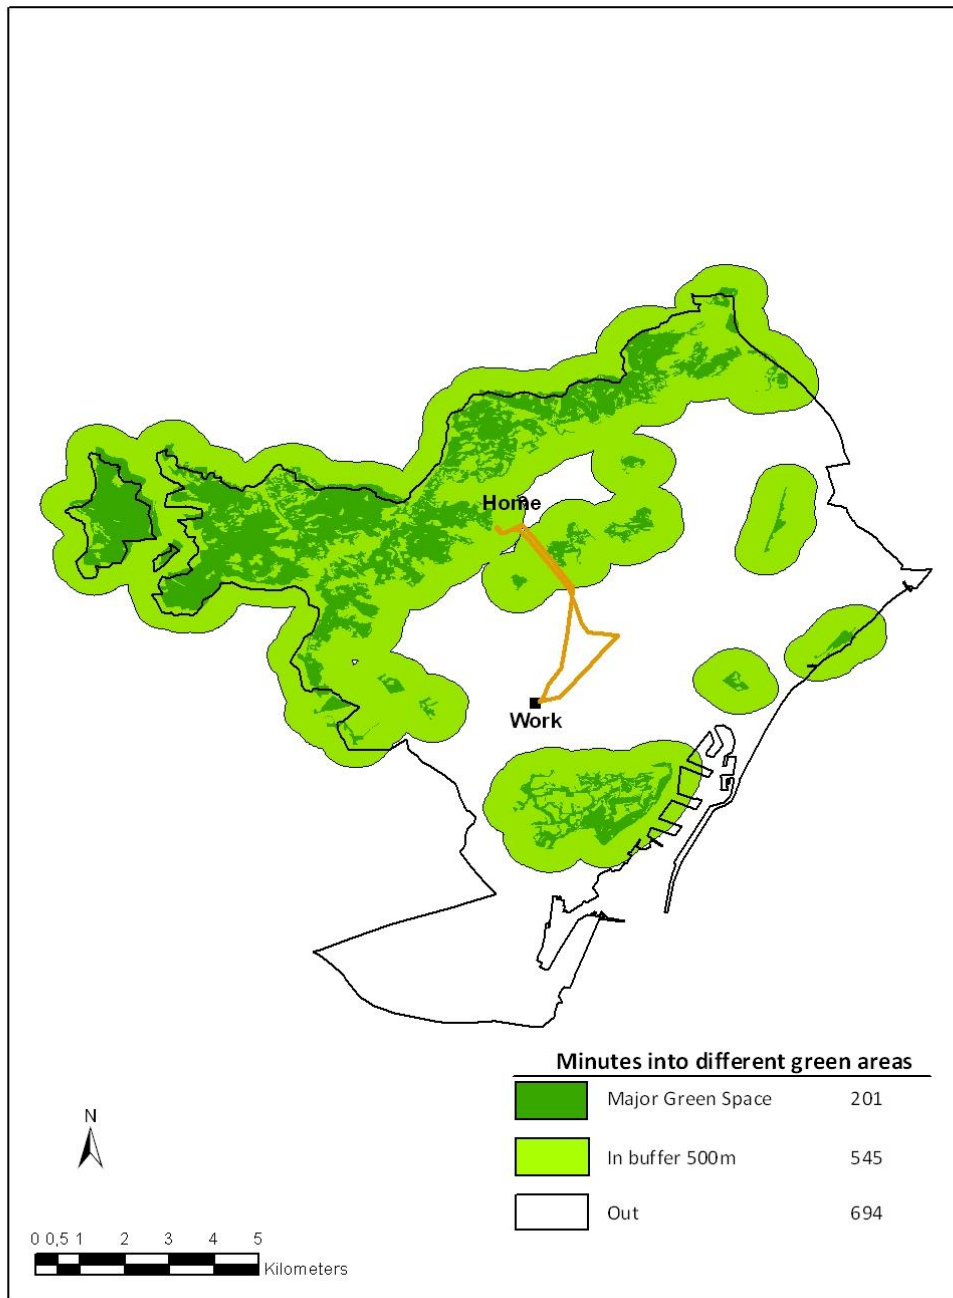 Home
Work
Minutes into different green areas
Major Green Space 201
In buffer 500m 545
Out 694
N
0 0,5 1 2 3 4 5
Kilometers